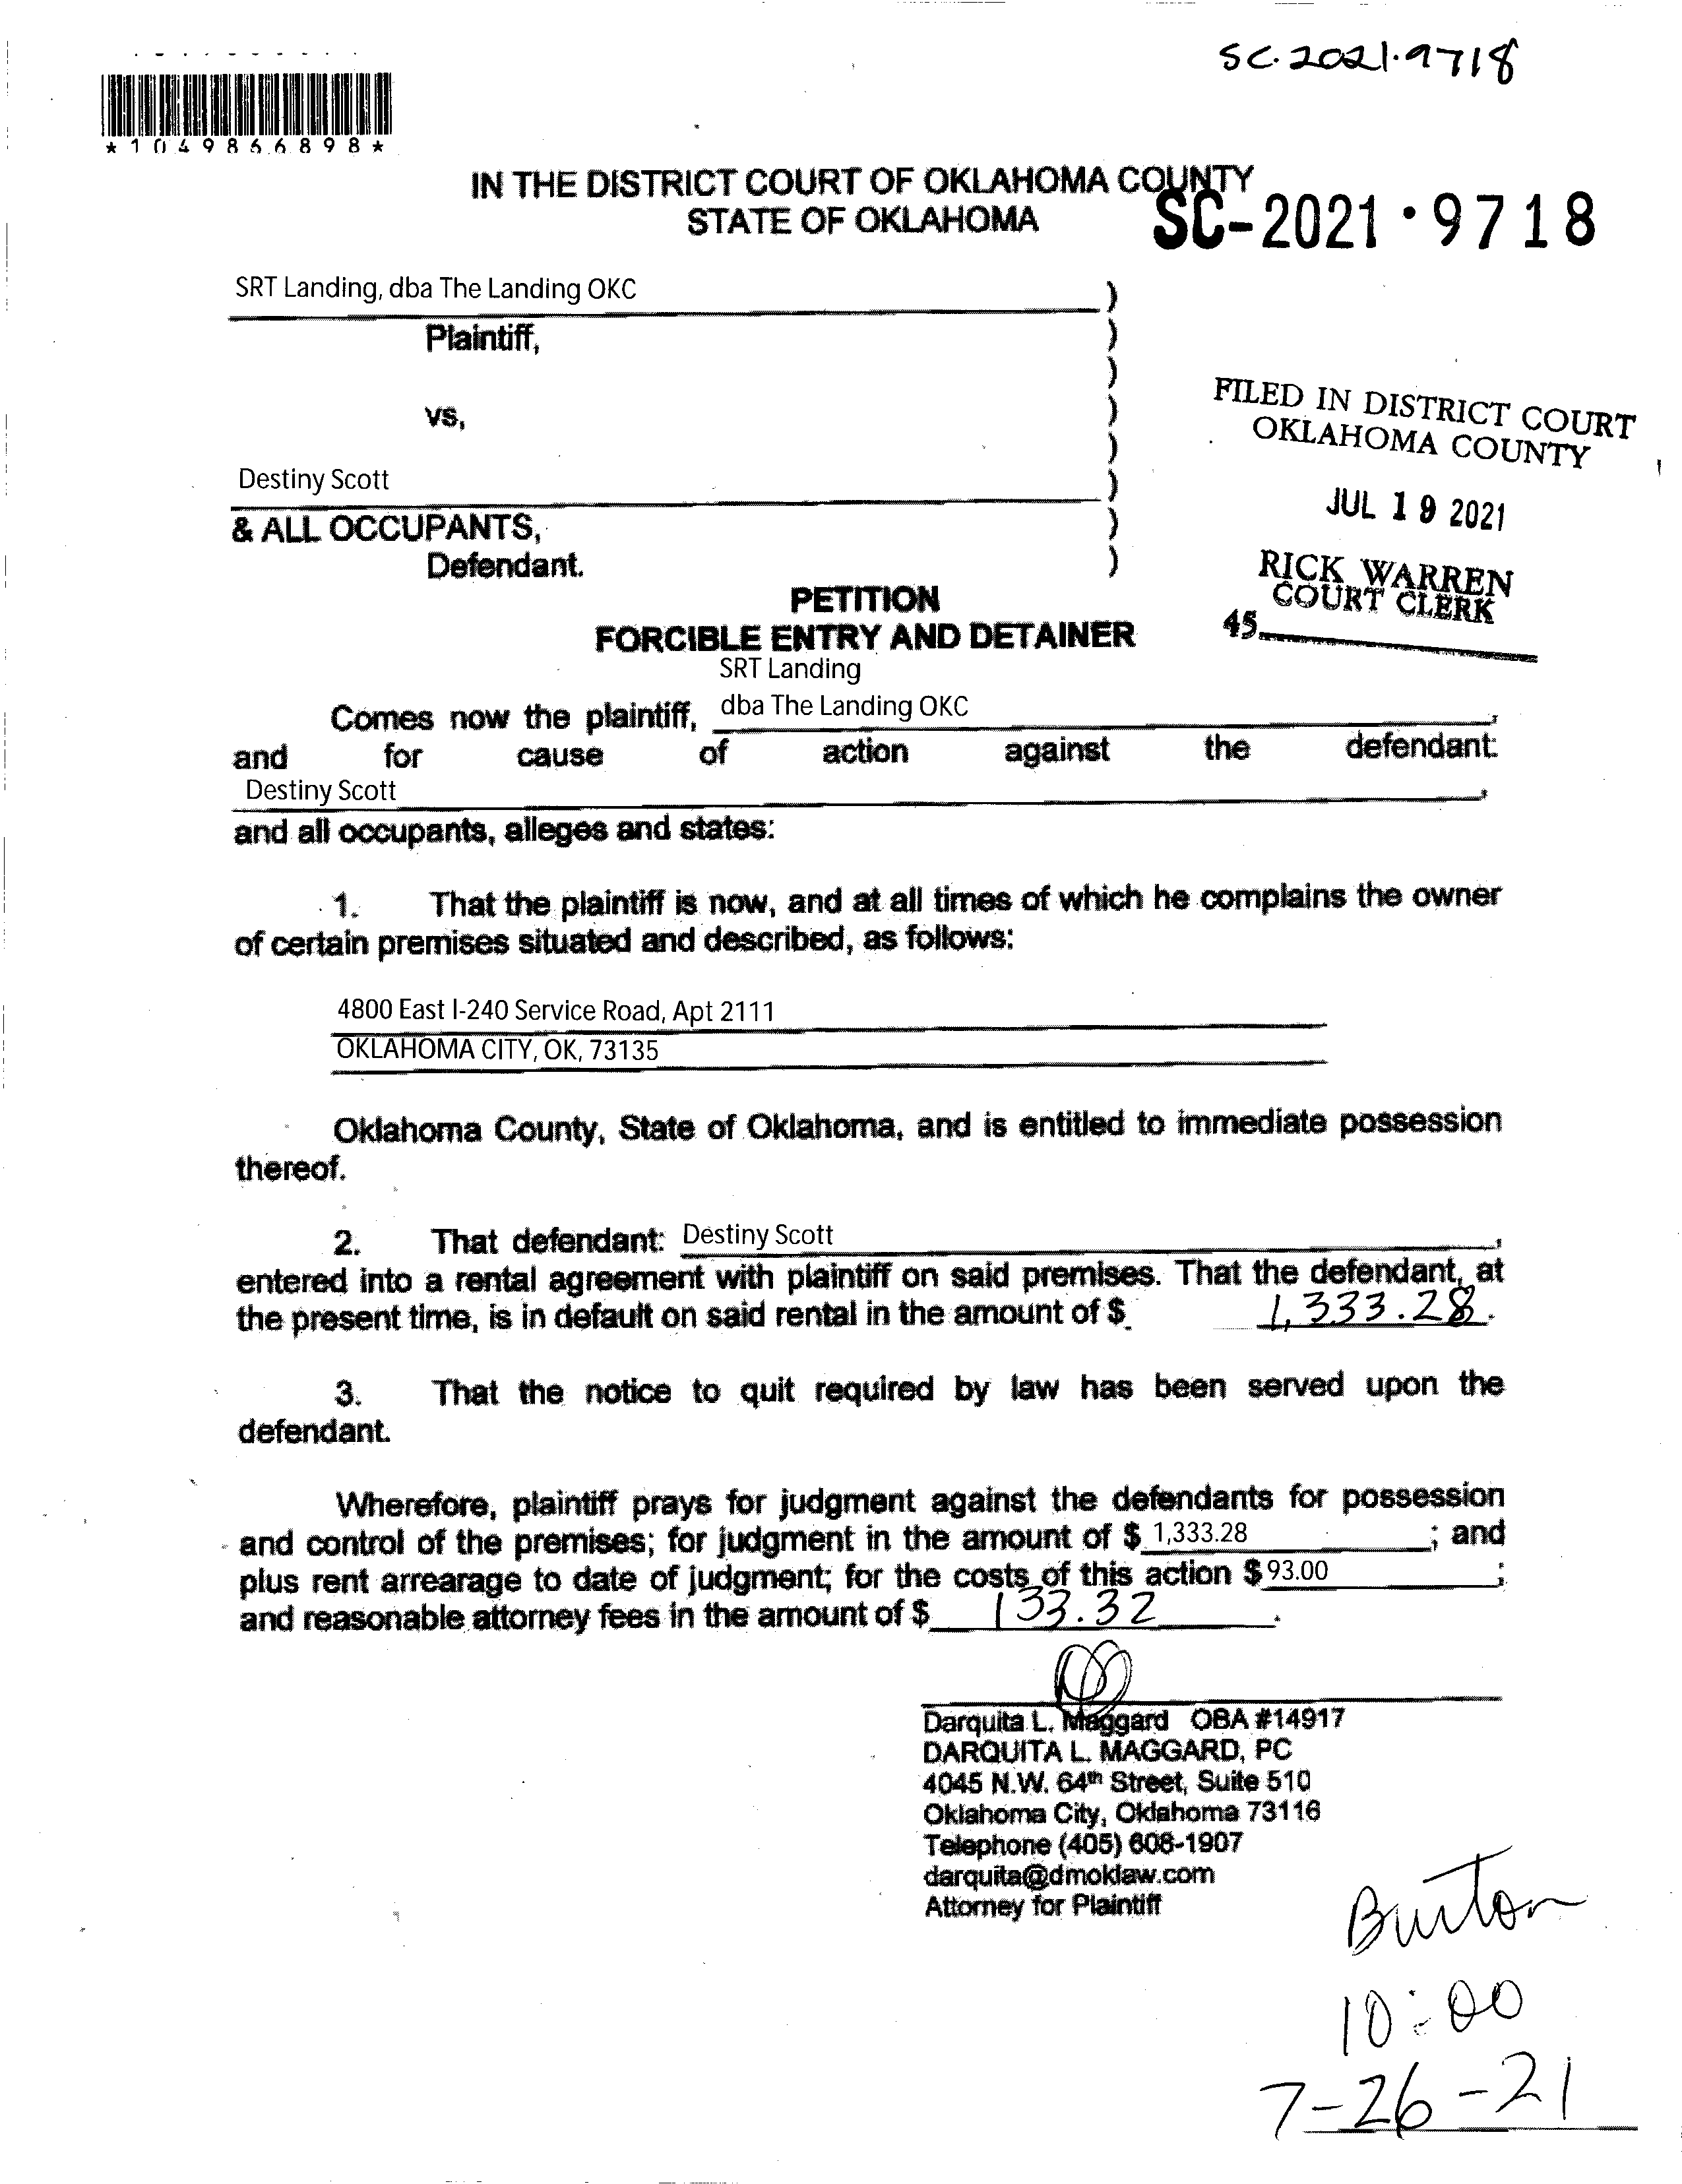 SC.2021.9718
*1049866898*
IN THE DISTRICT COURT OF OKLAHOMA COUNTY
STATE OF OKLAHOMA
SC-2021·9718
SRT Landing, dba The Landing OKC )
Plaintiff, )
)
vs, )
)
Destiny Scott )
& ALL OCCUPANTS, )
Defendant. )
FILED IN DISTRICT COURT
OKLAHOMA COUNTY
JUL 19 2021
RICK WARREN
COURT CLERK
45
PETITION
FORCIBLE ENTRY AND DETAINER
SRT Landing
Comes now the plaintiff, dba The Landing OKC,
and for cause of action against the defendant:
Destiny Scott,
and all occupants, alleges and states:
1. That the plaintiff is now, and at all times of which he complains the owner
of certain premises situated and described, as follows:
4800 East I-240 Service Road, Apt 2111
OKLAHOMA CITY, OK, 73135
Oklahoma County, State of Oklahoma, and is entitled to immediate possession
thereof.
2. That defendant: Destiny Scott,
entered into a rental agreement with plaintiff on said premises. That the defendant, at
the present time, is in default on said rental in the amount of $ 1,333.28.
3. That the notice to quit required by law has been served upon the
defendant.
Wherefore, plaintiff prays for judgment against the defendants for possession
and control of the premises; for judgment in the amount of $ 1,333.28 ; and
plus rent arrearage to date of judgment; for the costs of this action $ 93.00 ;
and reasonable attorney fees in the amount of $ 133.32 .
Darquita L. Maggard OBA #14917
DARQUITA L. MAGGARD, PC
4045 N.W. 64th Street, Suite 510
Oklahoma City, Oklahoma 73116
Telephone (405) 608-1907
darquita@dmoklaw.com
Attorney for Plaintiff
Burton
10:00
7-26-21